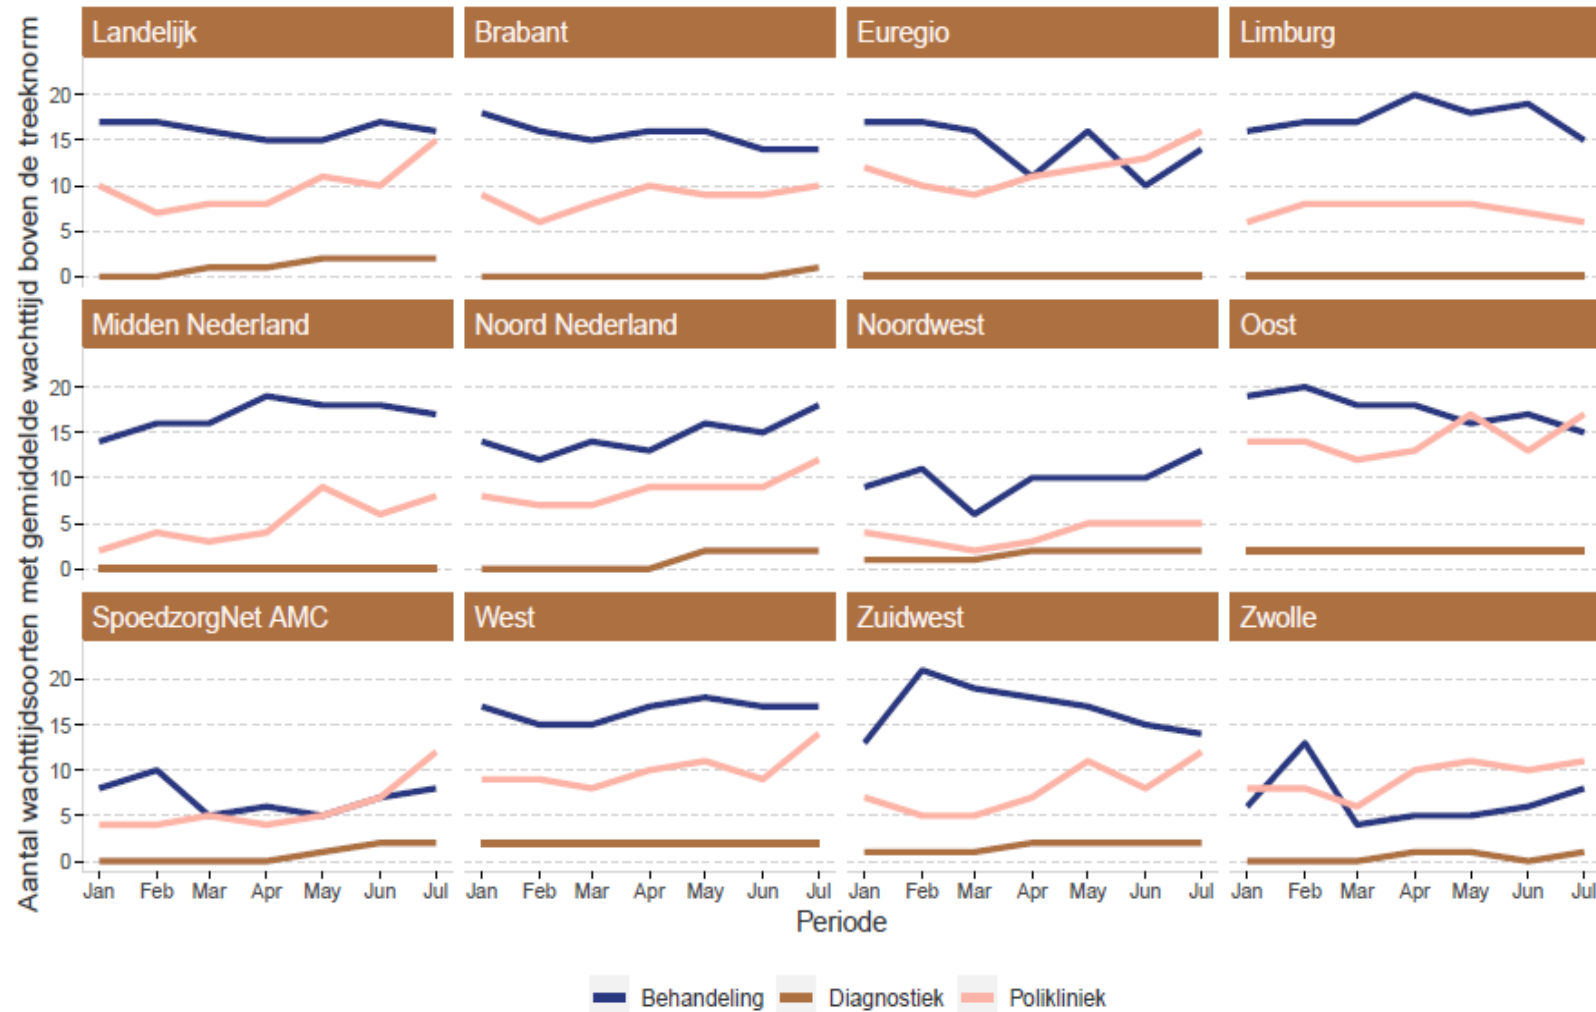 Aantal wachttijdsoorten met gemiddelde wachttijd boven de treeknorm
Landelijk Brabant Euregio Limburg
20
15
10
5
0
Midden Nederland Noord Nederland Noordwest Oost
20
15
10
5
0
SpoedzorgNet AMC West Zuidwest Zwolle
20
15
10
5
0
Jan Feb Mar Apr May Jun Jul Jan Feb Mar Apr May Jun Jul Jan Feb Mar Apr May Jun Jul Jan Feb Mar Apr May Jun Jul
Periode
Behandeling Diagnostiek Polikliniek